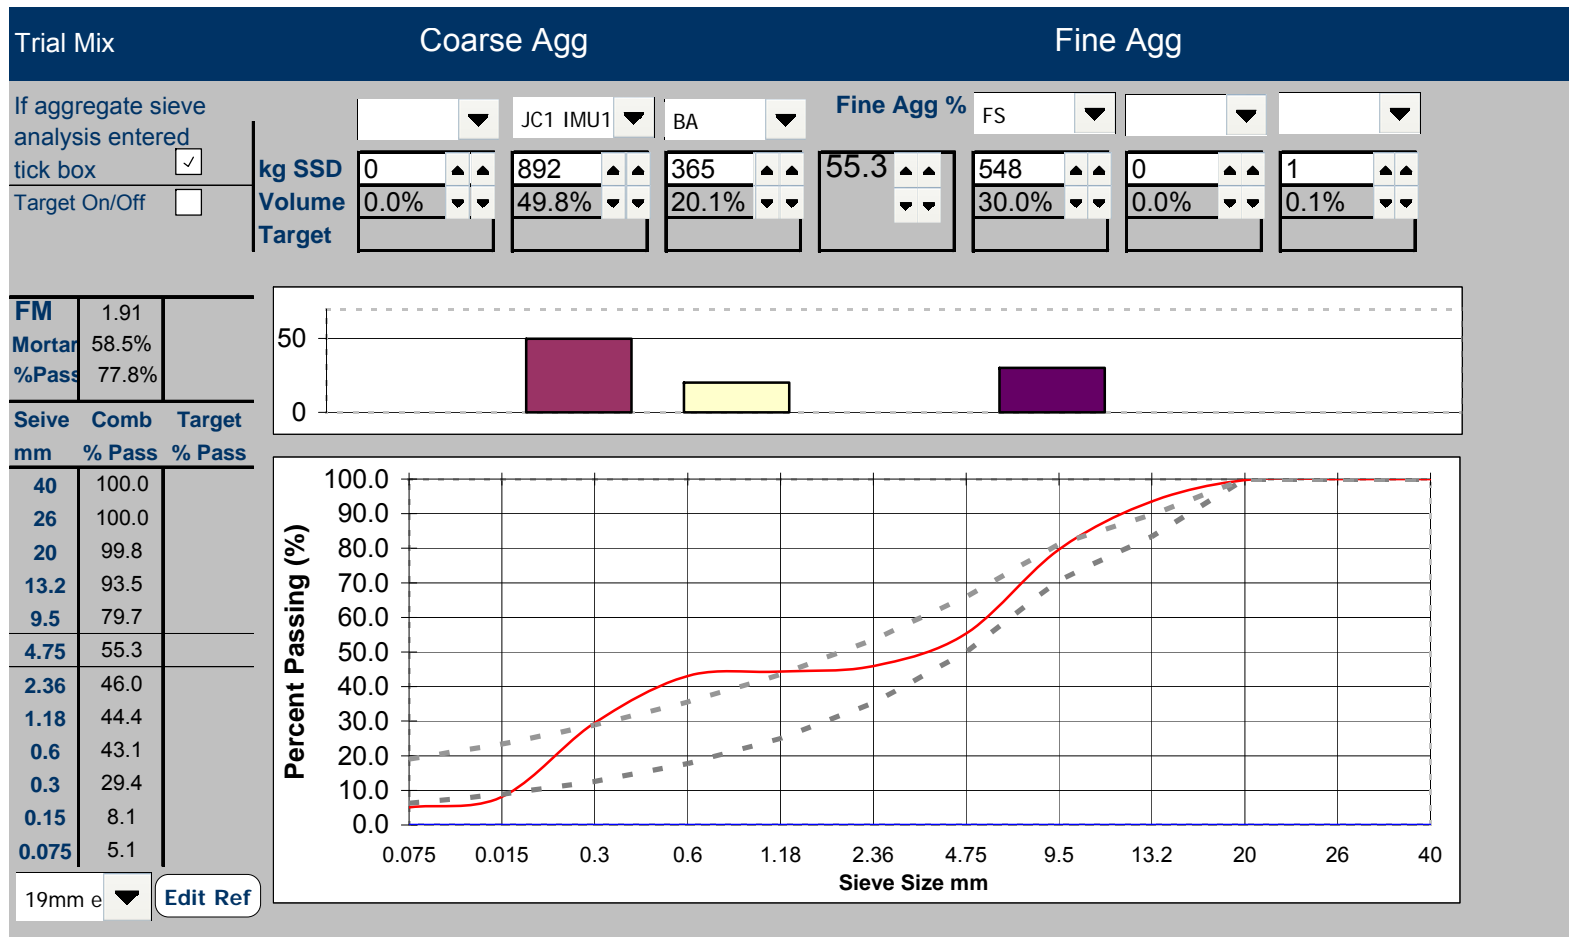 Trial Mix Coarse Agg Fine Agg
If aggregate sieve
analysis entered
tick box
Target On/Off
JC1 IMU1 BA Fine Agg % FS
kg SSD 0 892 365 55.3 548 0 1
Volume 0.0% 49.8% 20.1% 30.0% 0.0% 0.1%
Target
FM 1.91
Mortar 58.5%
%Pass 77.8%
Seive Comb Target
mm % Pass % Pass
40 100.0
26 100.0
20 99.8
13.2 93.5
9.5 79.7
4.75 55.3
2.36 46.0
1.18 44.4
0.6 43.1
0.3 29.4
0.15 8.1
0.075 5.1
19mm e Edit Ref
50
0
Percent Passing (%)
100.0
90.0
80.0
70.0
60.0
50.0
40.0
30.0
20.0
10.0
0.0
0.075 0.015 0.3 0.6 1.18 2.36 4.75 9.5 13.2 20 26 40
Sieve Size mm